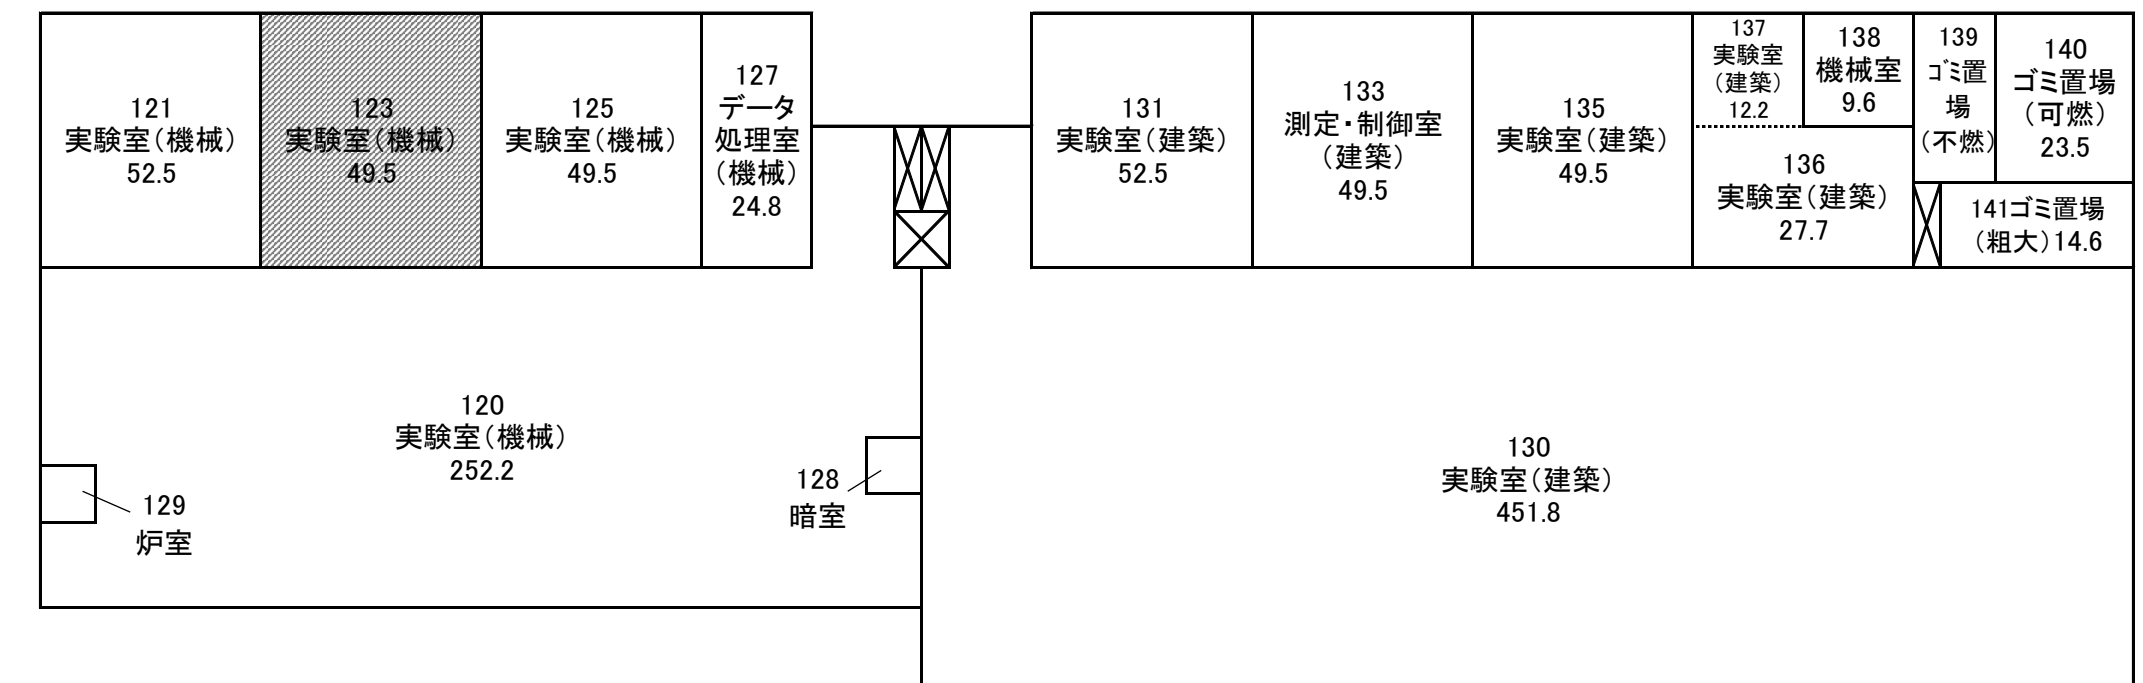 121
実験室(機械)
52.5
123
実験室(機械)
49.5
125
実験室(機械)
49.5
127
データ
処理室
(機械)
24.8
131
実験室(建築)
52.5
133
測定・制御室
(建築)
49.5
135
実験室(建築)
49.5
137
実験室
(建築)
12.2
138
機械室
9.6
139
ゴミ置
場
(不燃)
140
ゴミ置場
(可燃)
23.5
136
実験室(建築)
27.7
141ゴミ置場
(粗大)14.6
120
実験室(機械)
252.2
129
炉室
128
暗室
130
実験室(建築)
451.8